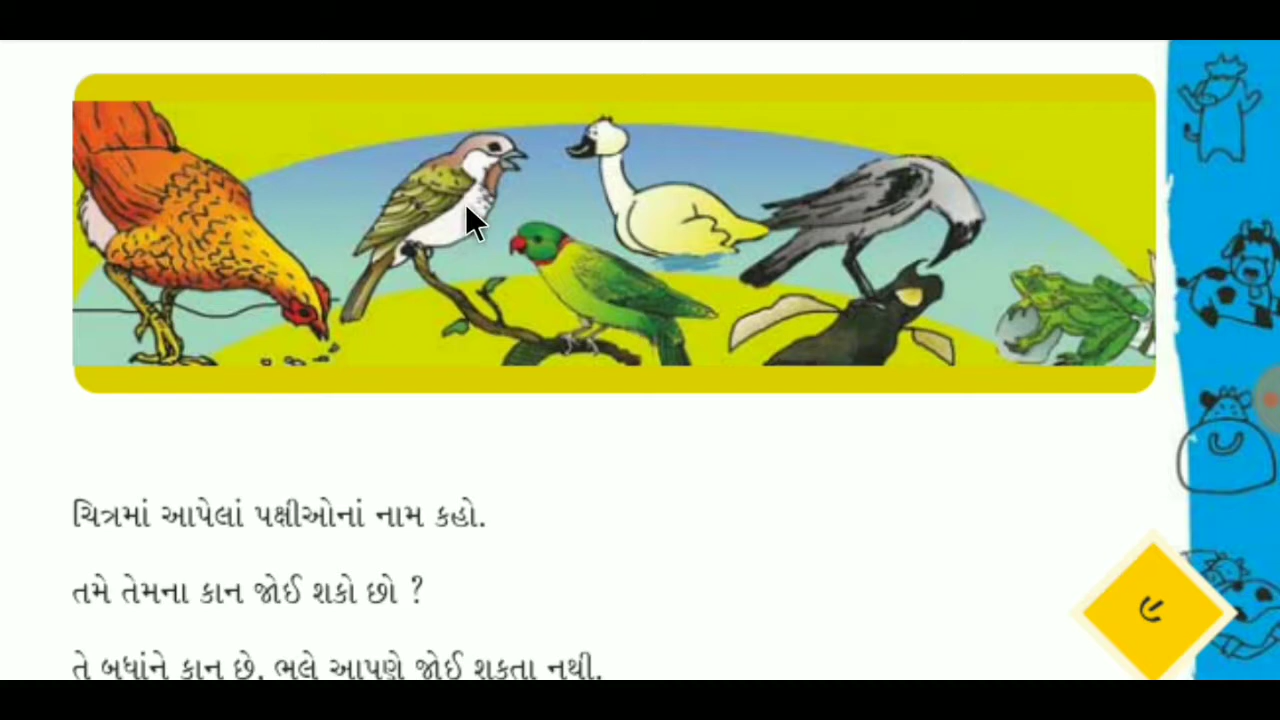 ચિત્રમાં આપેલાં પક્ષીઓનાં નામ કહો.
તમે તેમના કાન જોઈ શકો છો ?
૯
તે બધાંને કાન છે, ભલે આપણે જોઈ શકતા નથી.